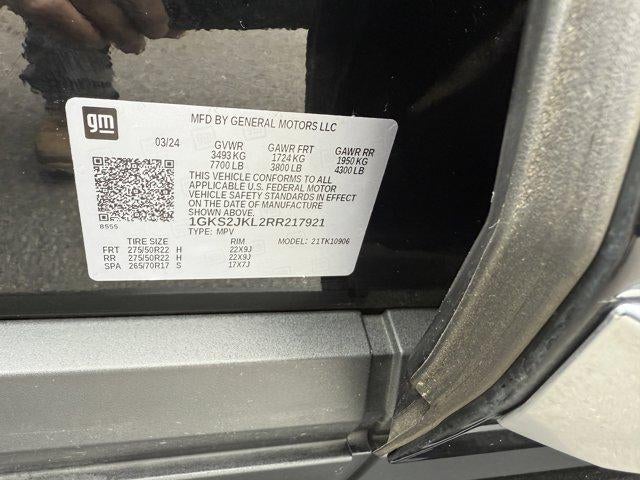 gm
MFD BY GENERAL MOTORS LLC
03/24 GVWR GAWR FRT GAWR RR
3493 KG 1724 KG 1950 KG
7700 LB 3800 LB 4300 LB
THIS VEHICLE CONFORMS TO ALL
APPLICABLE U.S. FEDERAL MOTOR
VEHICLE SAFETY STANDARDS IN EFFECT
ON THE DATE OF MANUFACTURE
SHOWN ABOVE.
8555 1GKS2JKL2RR217921
TYPE: MPV MODEL: 21TK10906
TIRE SIZE RIM
FRT 275/50R22 H 22X9J
RR 275/50R22 H 22X9J
SPA 265/70R17 S 17X7J